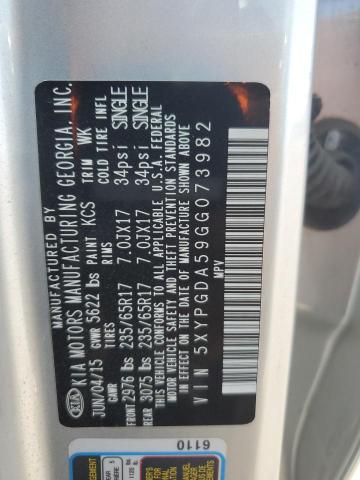 MANUFACTURED BY
KIA MOTORS MANUFACTURING GEORGIA, INC.
KIA
JUN/04/15 PAINT KCS TRIM WK
GVWR 5622 lbs
GAWR TIRES RIMS COLD TIRE INFL
FRONT 2976 lbs 235/65R17 7.0JX17 34psi SINGLE
REAR 3075 lbs 235/65R17 7.0JX17 34psi SINGLE
THIS VEHICLE CONFORMS TO ALL APPLICABLE U.S.A. FEDERAL
MOTOR VEHICLE SAFETY AND THEFT PREVENTION STANDARDS
IN EFFECT ON THE DATE OF MANUFACTURE SHOWN ABOVE
VIN 5XYPGDA59GG073982
MPV
6110